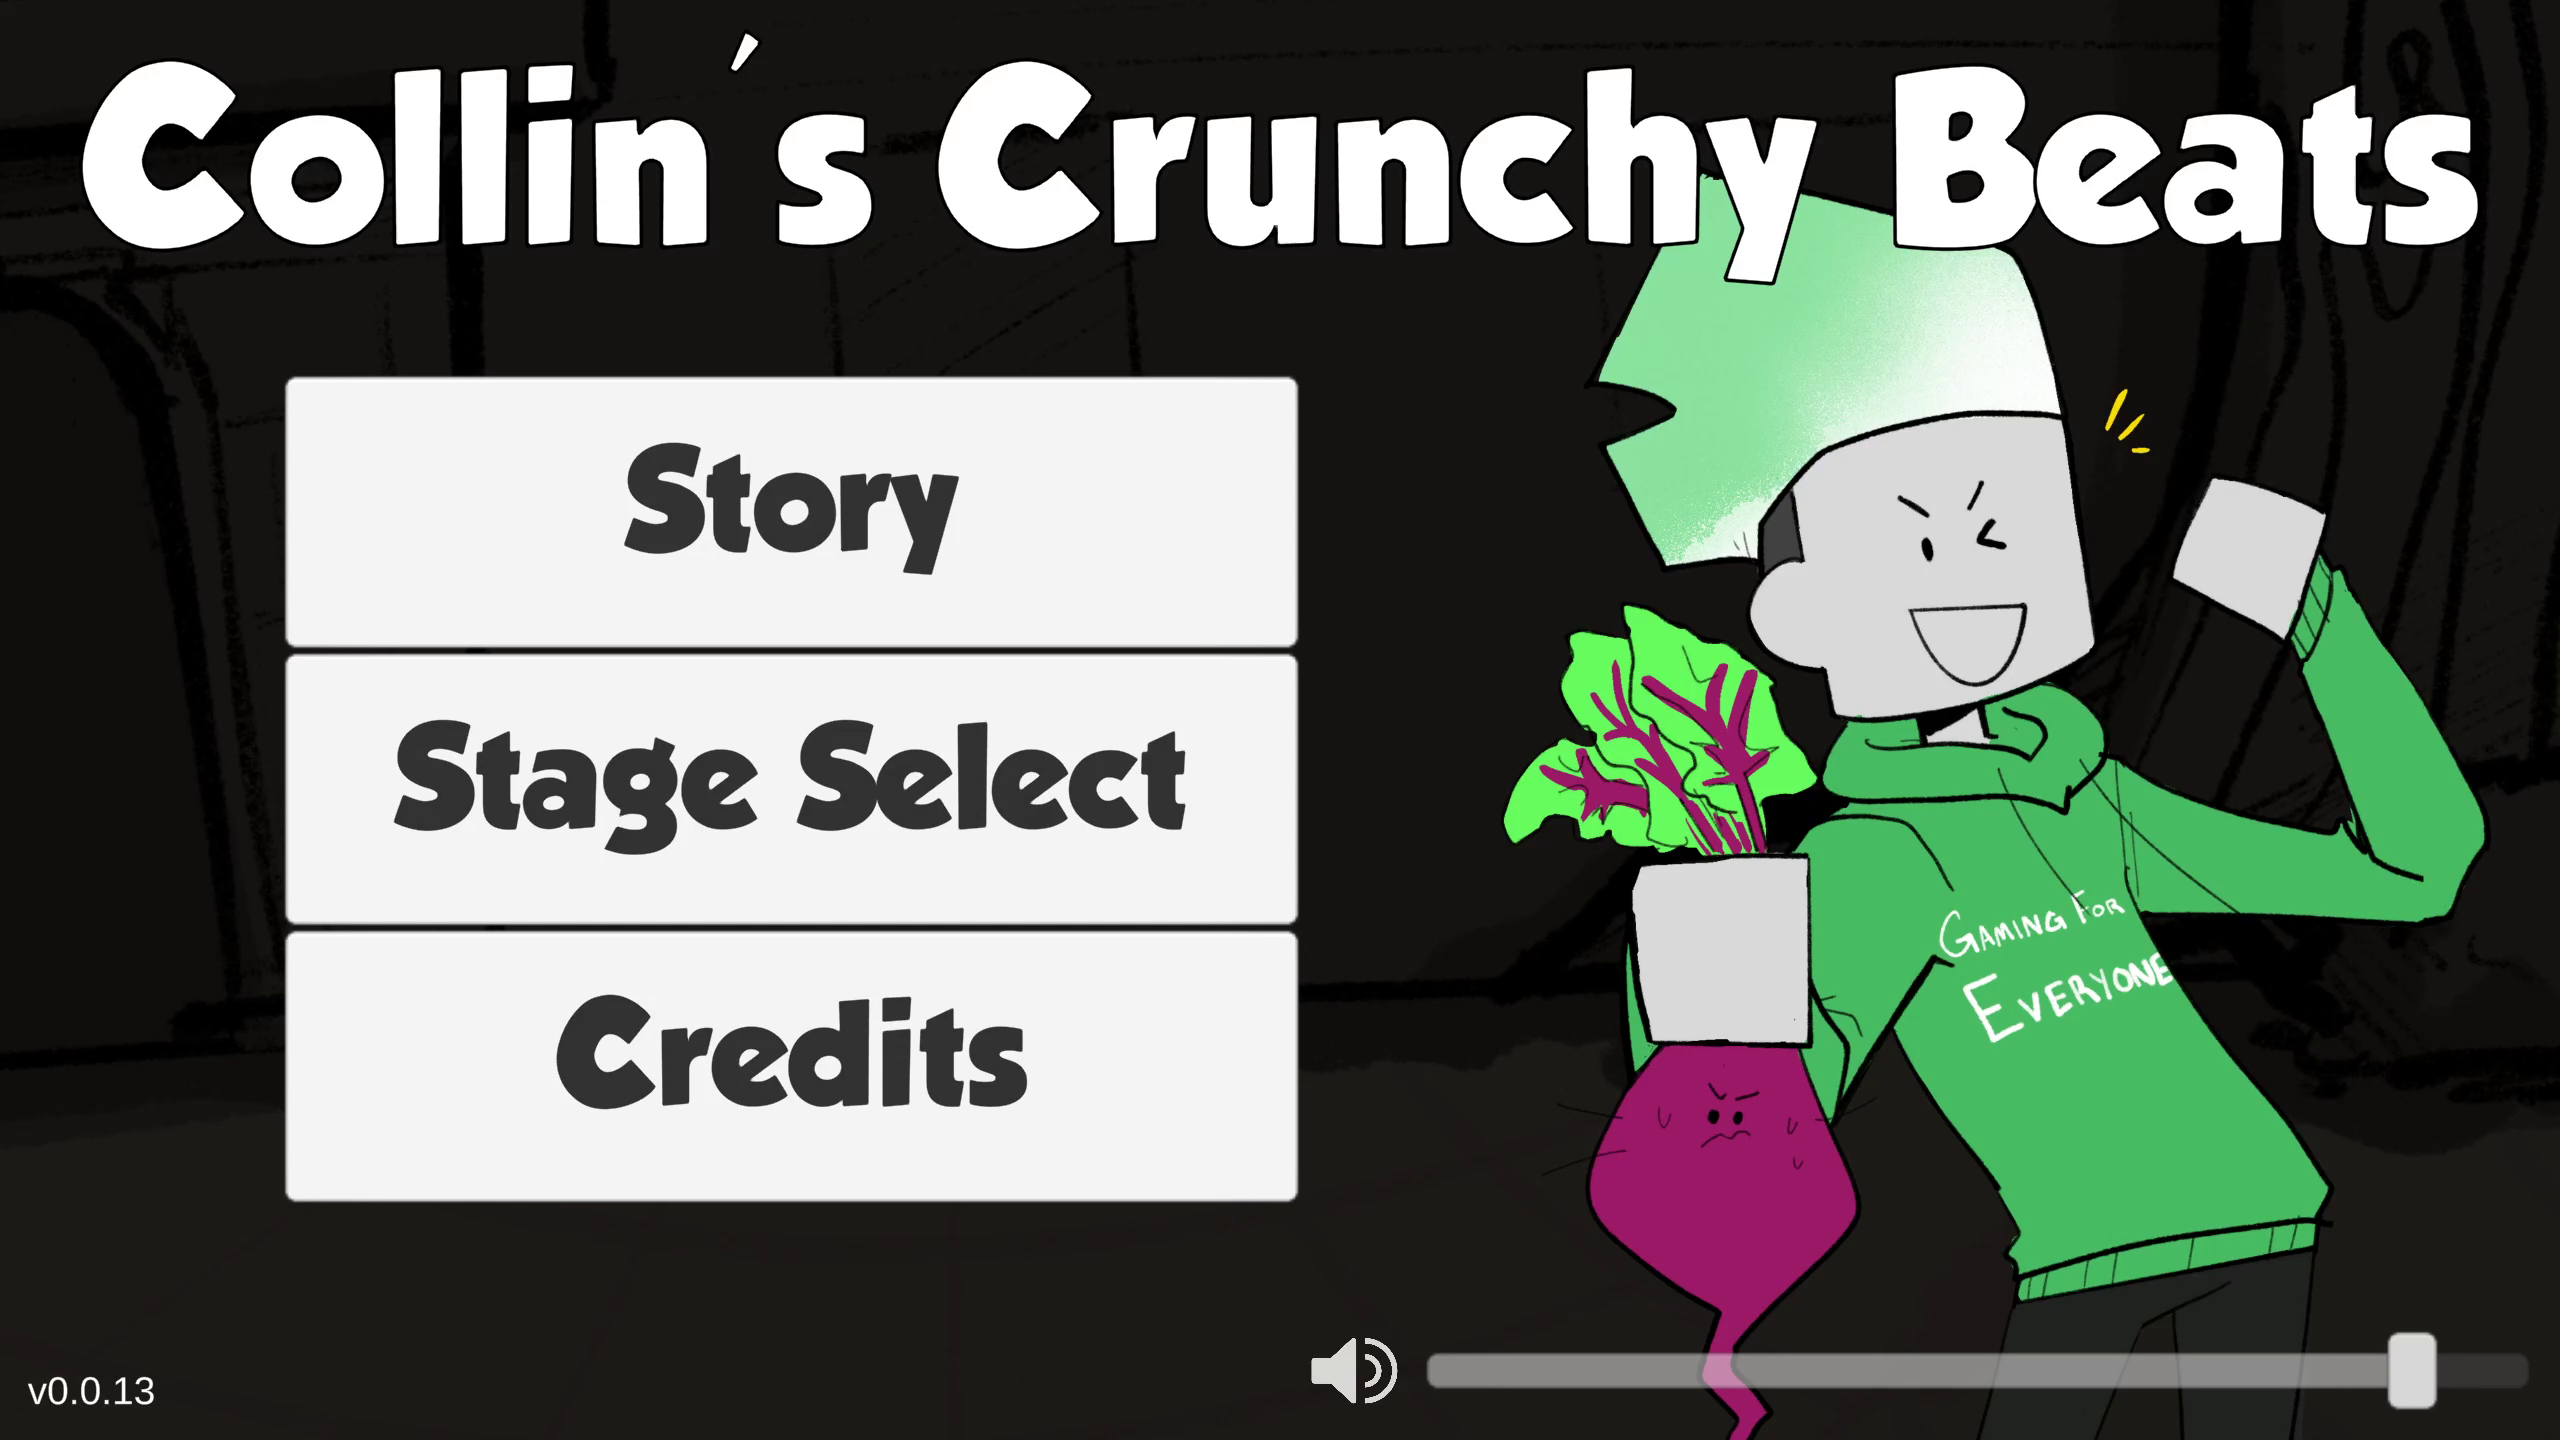 Collin's Crunchy Beats
Story
Stage Select
Credits
GAMING FOR
EVERYONE
v0.0.13